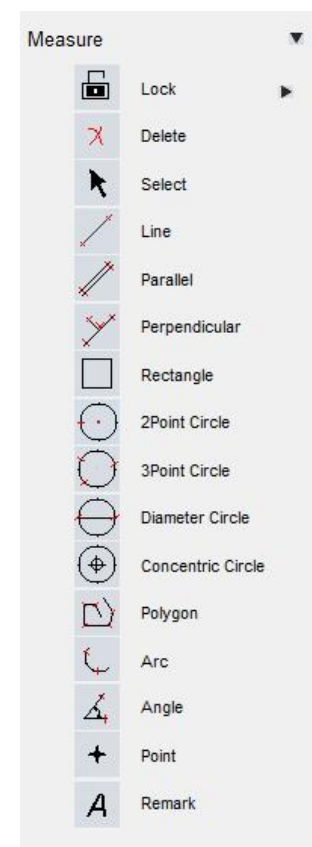 Measure
Lock
Delete
Select
Line
Parallel
Perpendicular
Rectangle
2Point Circle
3Point Circle
Diameter Circle
Concentric Circle
Polygon
Arc
Angle
Point
A Remark